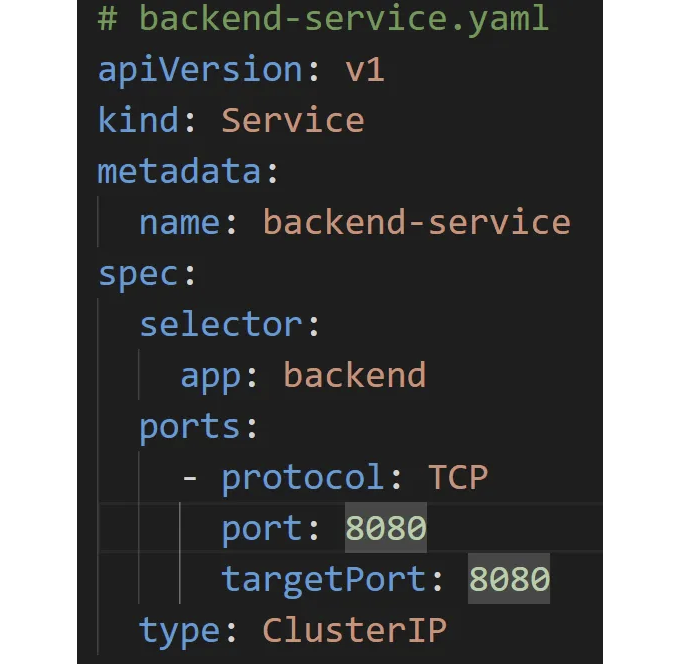 # backend-service.yaml
apiVersion: v1
kind: Service
metadata:
  name: backend-service
spec:
  selector:
    app: backend
  ports:
    - protocol: TCP
      port: 8080
      targetPort: 8080
  type: ClusterIP